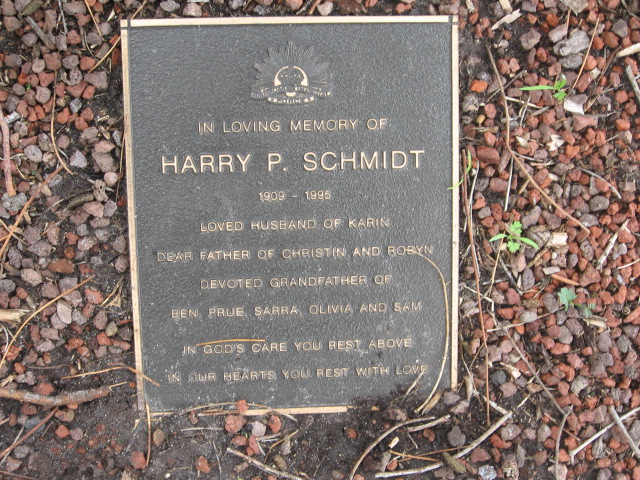 FORCE
IN LOVING MEMORY OF
HARRY P. SCHMIDT
1909 - 1995
LOVED HUSBAND OF KARIN
DEAR FATHER OF CHRISTIN AND ROBYN
DEVOTED GRANDFATHER OF
BEN, PRUE, SARRA, OLIVIA AND SAM
IN GOD'S CARE YOU REST ABOVE
IN OUR HEARTS YOU REST WITH LOVE